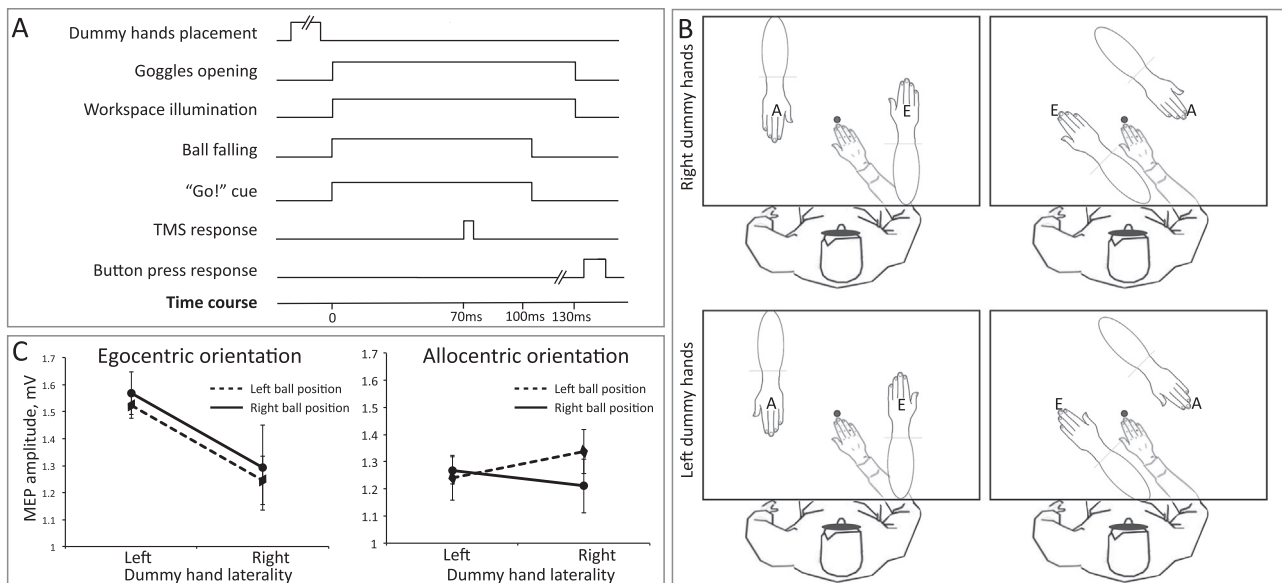 A
Dummy hands placement
Goggles opening
Workspace illumination
Ball falling
“Go!” cue
TMS response
Button press response
Time course
0
70ms
100ms
130ms
B
Right dummy hands
A
E
E
A
Left dummy hands
A
E
E
A
C
Egocentric orientation
MEP amplitude, mV
1.7
1.6
1.5
1.4
1.3
1.2
1.1
1
Left ball position
Right ball position
Left
Right
Dummy hand laterality
Allocentric orientation
1.7
1.6
1.5
1.4
1.3
1.2
1.1
1
Left ball position
Right ball position
Left
Right
Dummy hand laterality